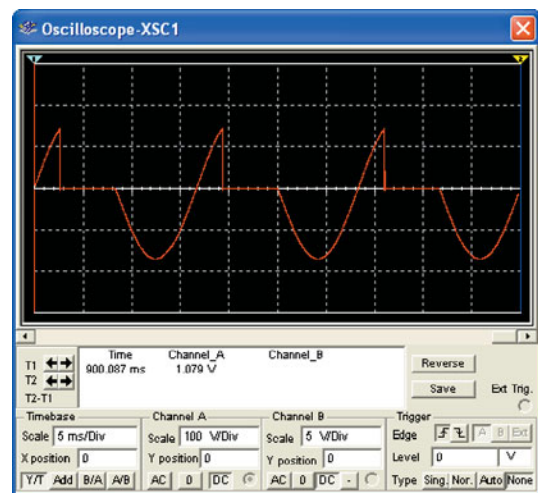 Oscilloscope-XSC1
1
Time Channel_A Channel_B
T1 900.087 ms 1.079 V
T2
T2-T1
Reverse
Save
Ext Trig.
Timebase
Scale 5 ms/Div
X position 0
Y/T Add B/A A/B
Channel A
Scale 100 V/Div
Y position 0
AC 0 DC
Channel B
Scale 5 V/Div
Y position 0
AC 0 DC -
Trigger
Edge A B Ext
Level 0 V
Type Sing. Nor. Auto None